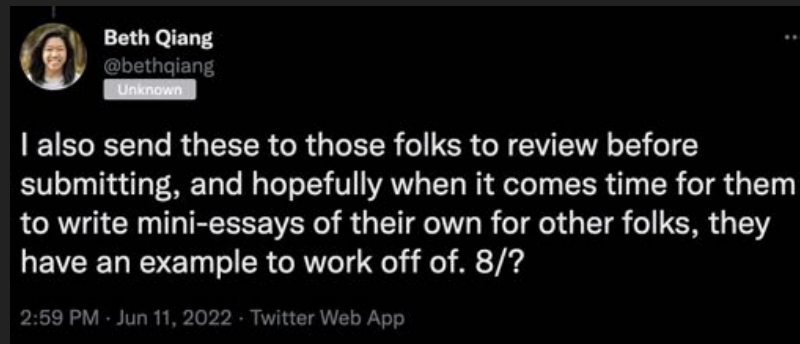 Beth Qiang
@bethqiang
Unknown
I also send these to those folks to review before
submitting, and hopefully when it comes time for them
to write mini-essays of their own for other folks, they
have an example to work off of. 8/?
2:59 PM · Jun 11, 2022 · Twitter Web App